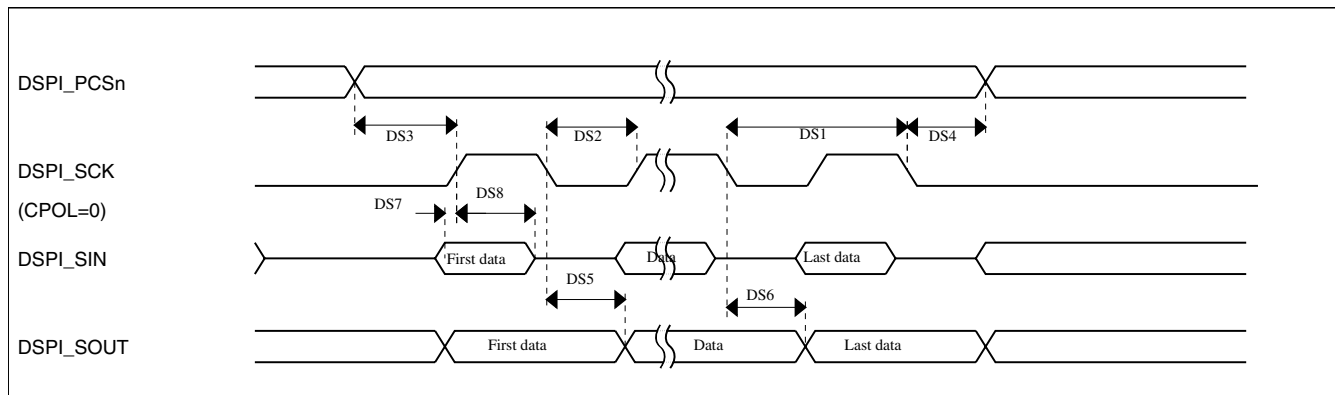 DSPI_PCSn
DS3
DS2
DS1
DS4
DSPI_SCK
(CPOL=0)
DS7
DS8
DSPI_SIN
First data
Data
Last data
DS5
DS6
DSPI_SOUT
First data
Data
Last data